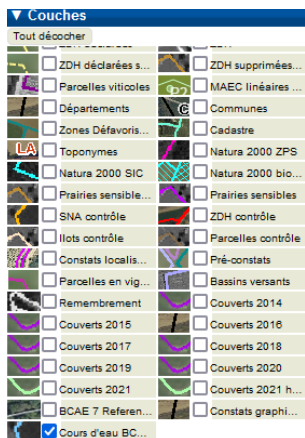 ▼ Couches
Tout décocher
ZDH déclarées s... ZDH supprimées...
Parcelles viticoles MAEC linéaires ...
Départements Communes
Zones Défavoris... Cadastre
LA Toponymes Natura 2000 ZPS
Natura 2000 SIC Natura 2000 bio...
Prairies sensible... Prairies sensibles
SNA contrôle ZDH contrôle
Ilots contrôle Parcelles contrôle
Constats localis... Pré-constats
Parcelles en vig... Bassins versants
Remembrement Couverts 2014
Couverts 2015 Couverts 2016
Couverts 2017 Couverts 2018
Couverts 2019 Couverts 2020
Couverts 2021 Couverts 2021 h...
BCAE 7 Referen... Constats graphi...
Cours d'eau BC...